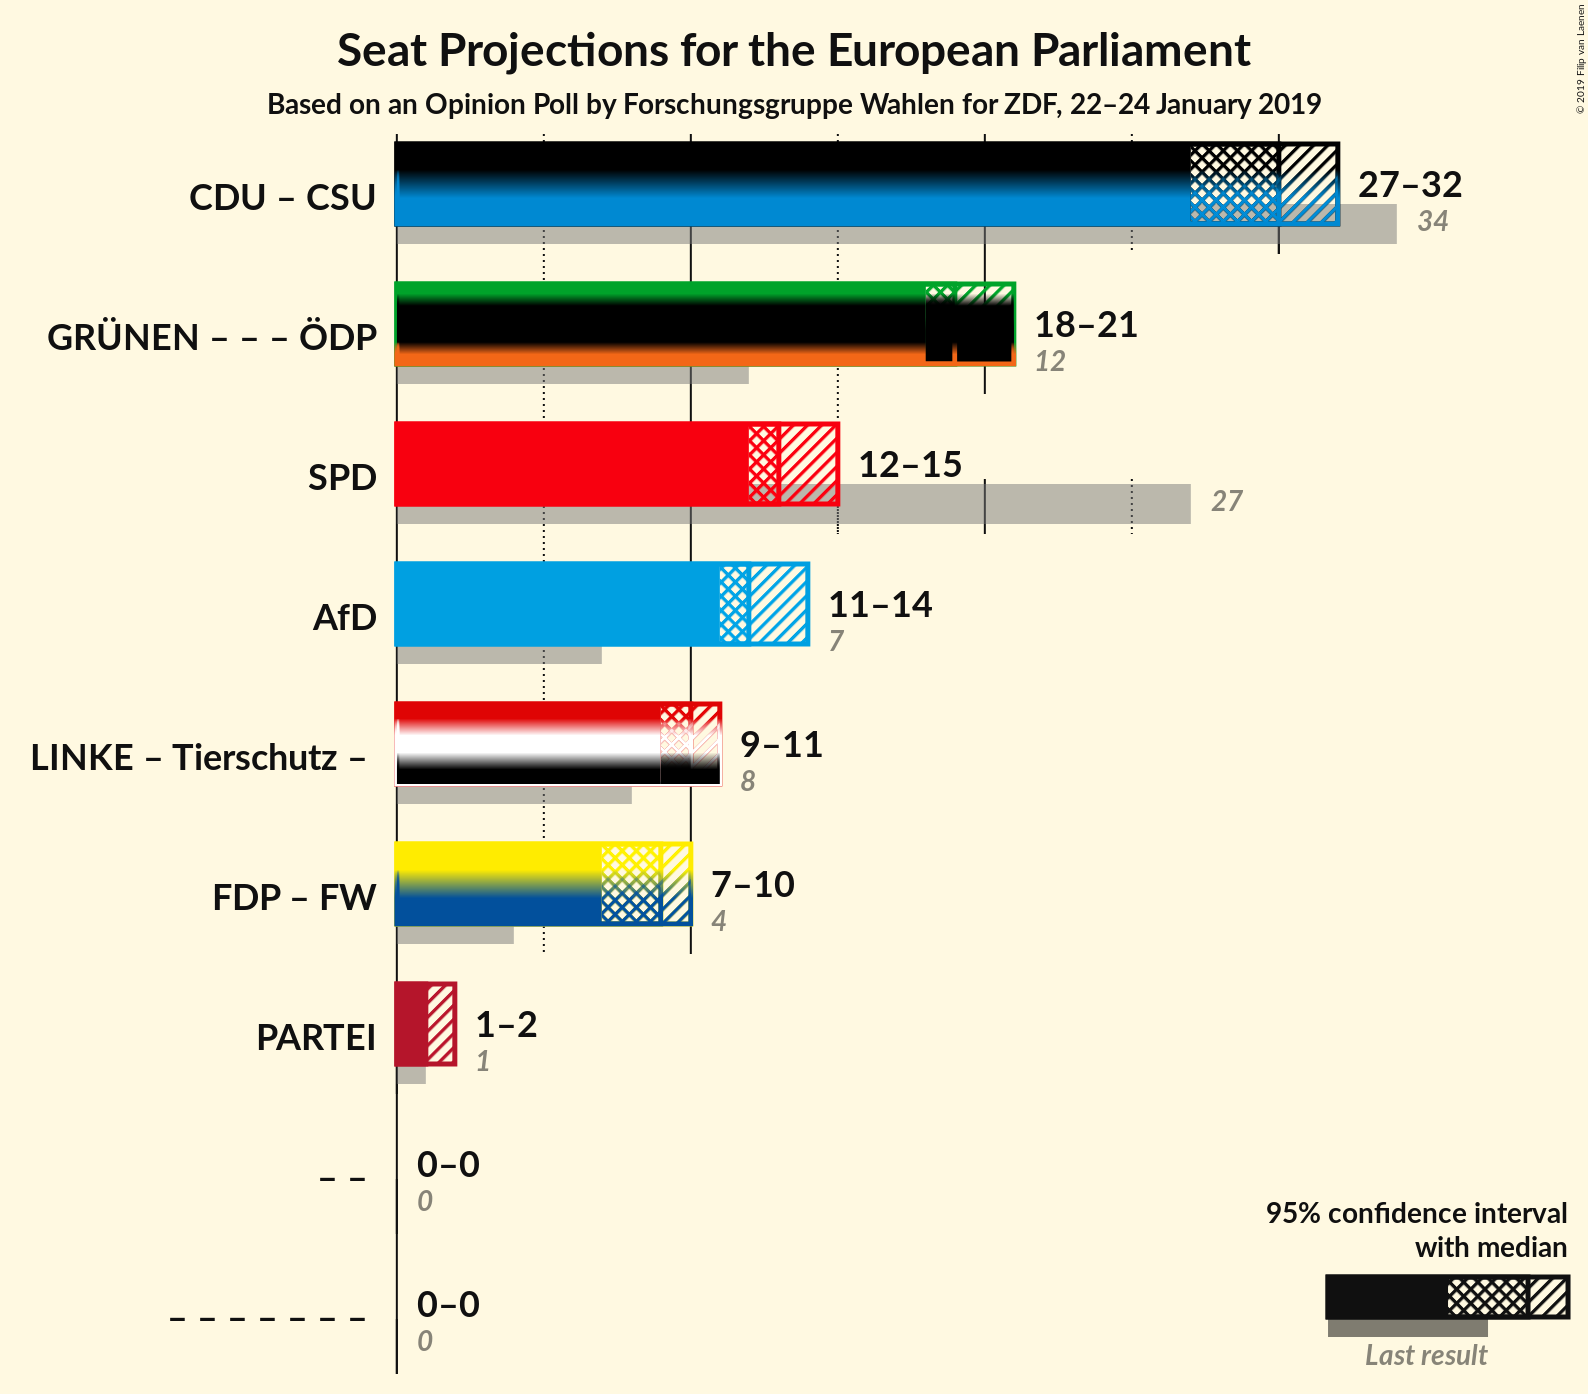 Seat Projections for the European Parliament
Based on an Opinion Poll by Forschungsgruppe Wahlen for ZDF, 22–24 January 2019
© 2019 Filip van Laenen
CDU – CSU
27–32
34
GRÜNEN – – – ÖDP
18–21
12
SPD
12–15
27
AfD
11–14
7
LINKE – Tierschutz –
9–11
8
FDP – FW
7–10
4
PARTEI
1–2
1
– –
0–0
0
– – – – – – –
0–0
0
95% confidence interval
with median
Last result